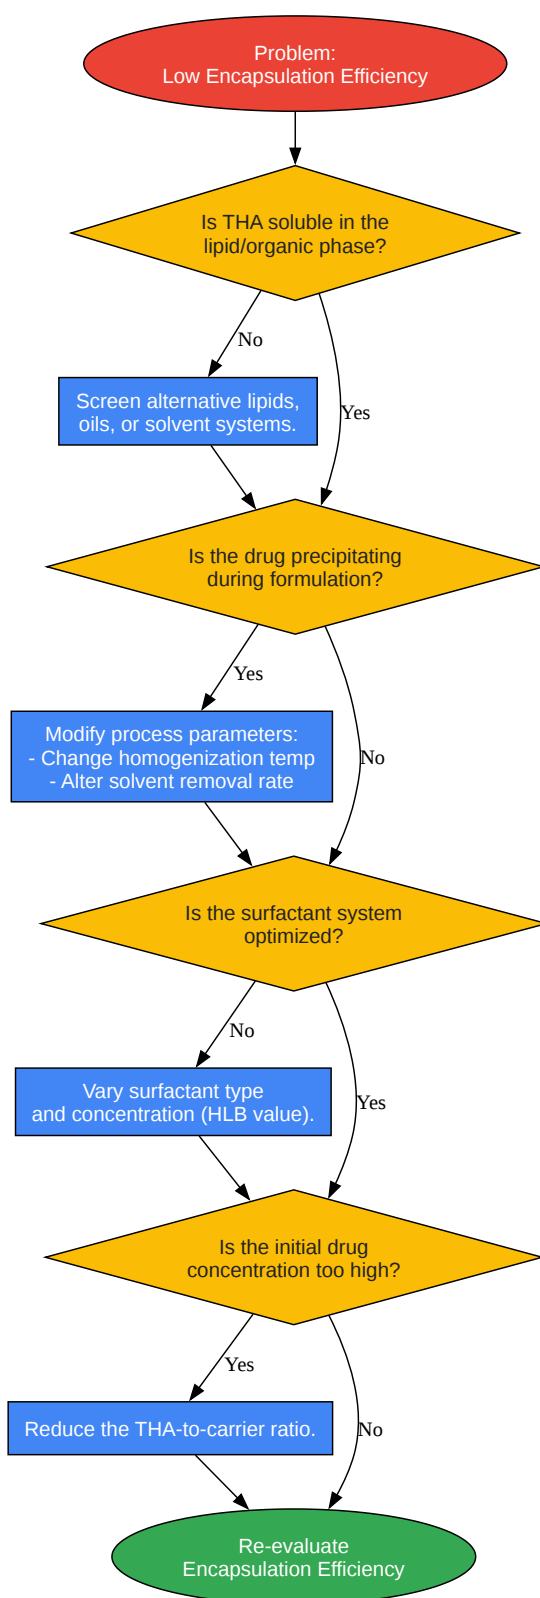 Problem:
Low Encapsulation Efficiency
Is THA soluble in the
lipid/organic phase?
No
Yes
Screen alternative lipids,
oils, or solvent systems.
Is the drug precipitating
during formulation?
Yes
No
Modify process parameters:
- Change homogenization temp
- Alter solvent removal rate
Is the surfactant system
optimized?
No
Yes
Vary surfactant type
and concentration (HLB value).
Is the initial drug
concentration too high?
Yes
No
Reduce the THA-to-carrier ratio.
Re-evaluate
Encapsulation Efficiency